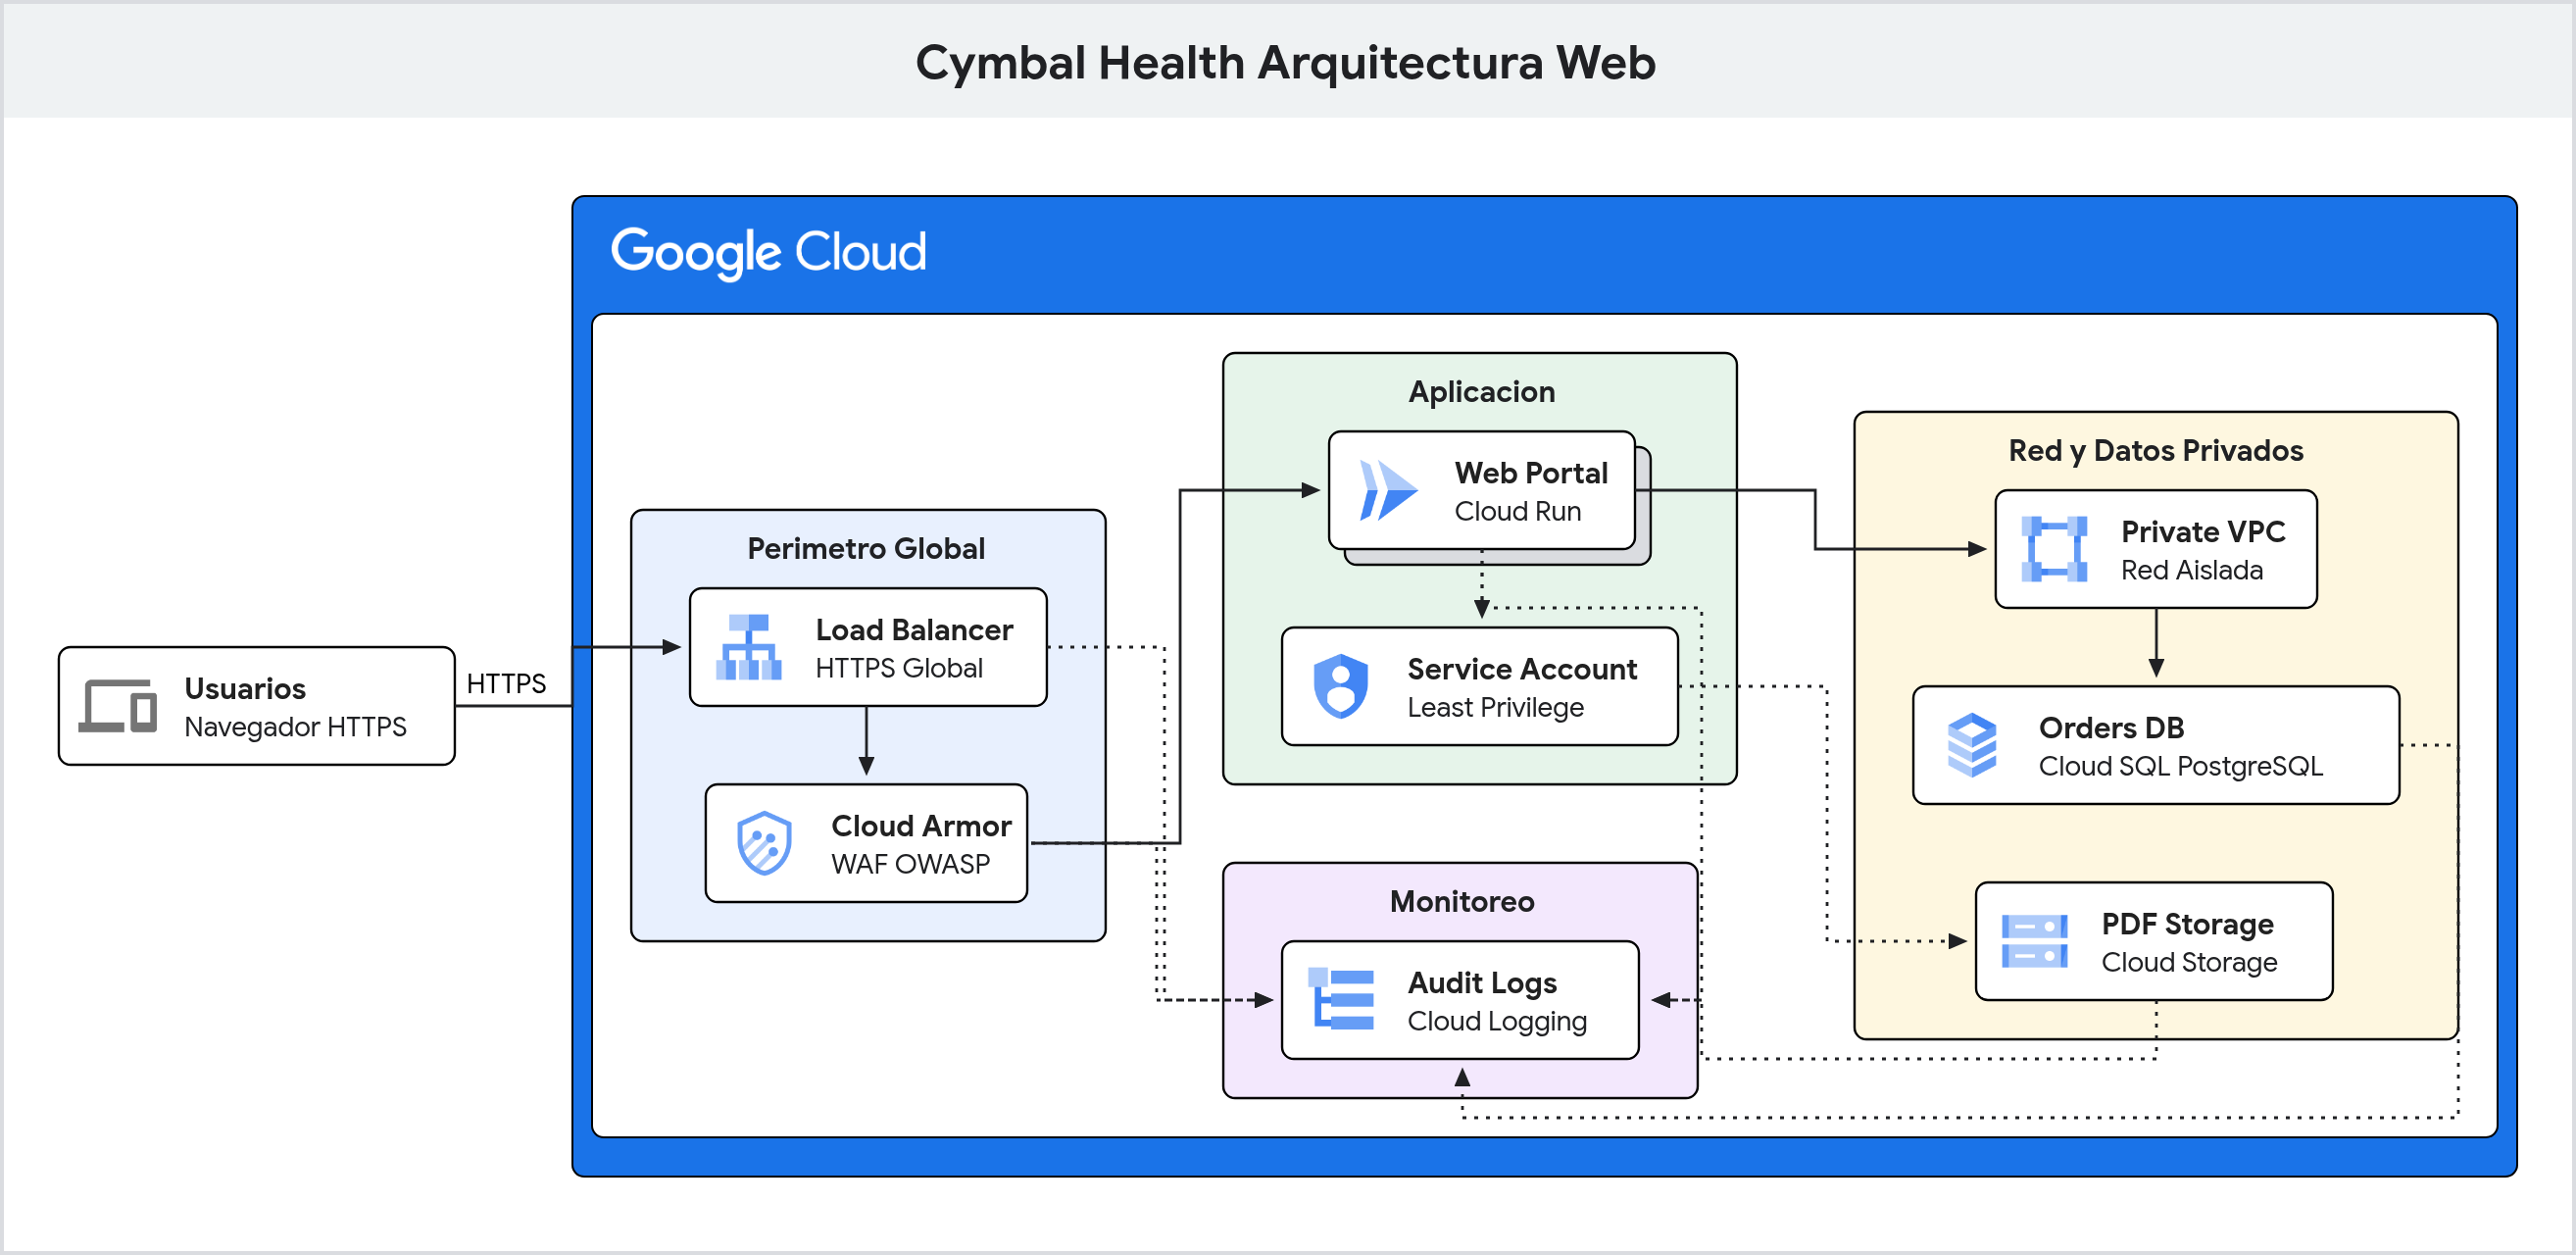 Cymbal Health Arquitectura Web
Google Cloud
Usuarios
Navegador HTTPS
HTTPS
Perimetro Global
Load Balancer
HTTPS Global
Cloud Armor
WAF OWASP
Aplicacion
Web Portal
Cloud Run
Service Account
Least Privilege
Monitoreo
Audit Logs
Cloud Logging
Red y Datos Privados
Private VPC
Red Aislada
Orders DB
Cloud SQL PostgreSQL
PDF Storage
Cloud Storage